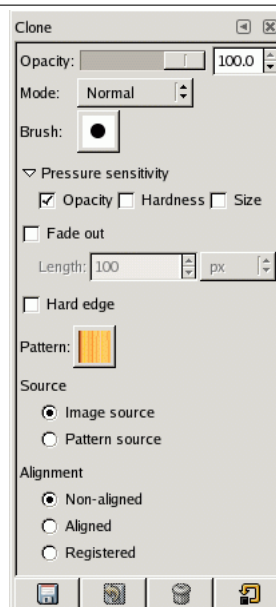 Clone
Opacity: 100.0
Mode: Normal
Brush:
Pressure sensitivity
Opacity Hardness Size
Fade out
Length: 100 px
Hard edge
Pattern:
Source
Image source
Pattern source
Alignment
Non-aligned
Aligned
Registered